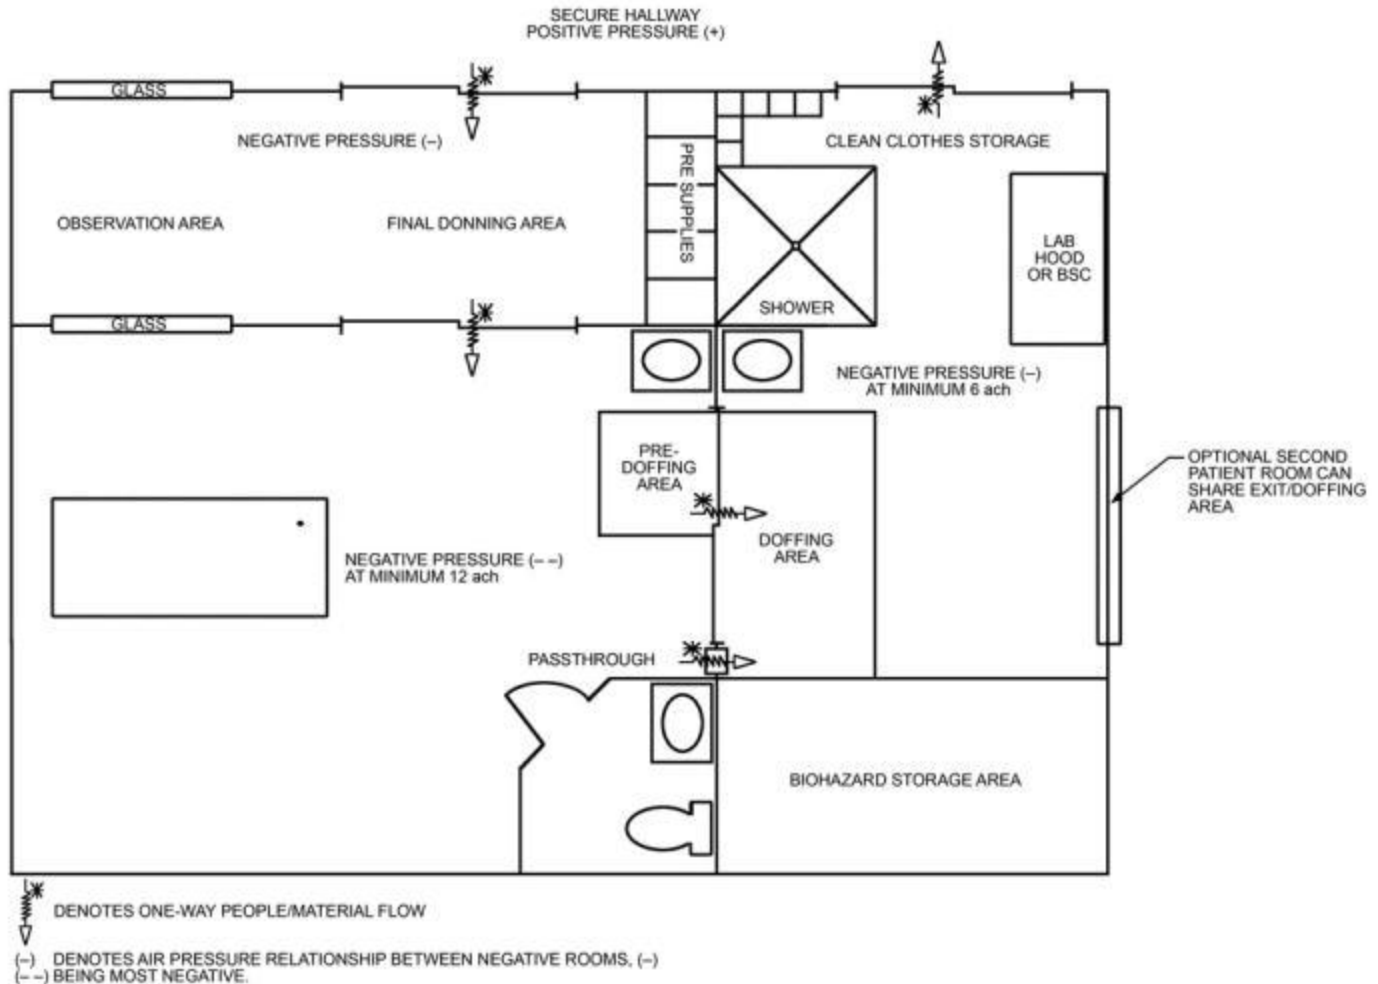 SECURE HALLWAY
POSITIVE PRESSURE (+)
GLASS
NEGATIVE PRESSURE (–)
CLEAN CLOTHES STORAGE
PRE SUPPLIES
OBSERVATION AREA
FINAL DONNING AREA
LAB
HOOD
OR BSC
SHOWER
GLASS
NEGATIVE PRESSURE (–)
AT MINIMUM 6 ach
PRE-
DOFFING
AREA
OPTIONAL SECOND
PATIENT ROOM CAN
SHARE EXIT/DOFFING
AREA
DOFFING
AREA
NEGATIVE PRESSURE (– –)
AT MINIMUM 12 ach
PASSTHROUGH
BIOHAZARD STORAGE AREA
DENOTES ONE-WAY PEOPLE/MATERIAL FLOW
(–) DENOTES AIR PRESSURE RELATIONSHIP BETWEEN NEGATIVE ROOMS, (–)
(– –) BEING MOST NEGATIVE.